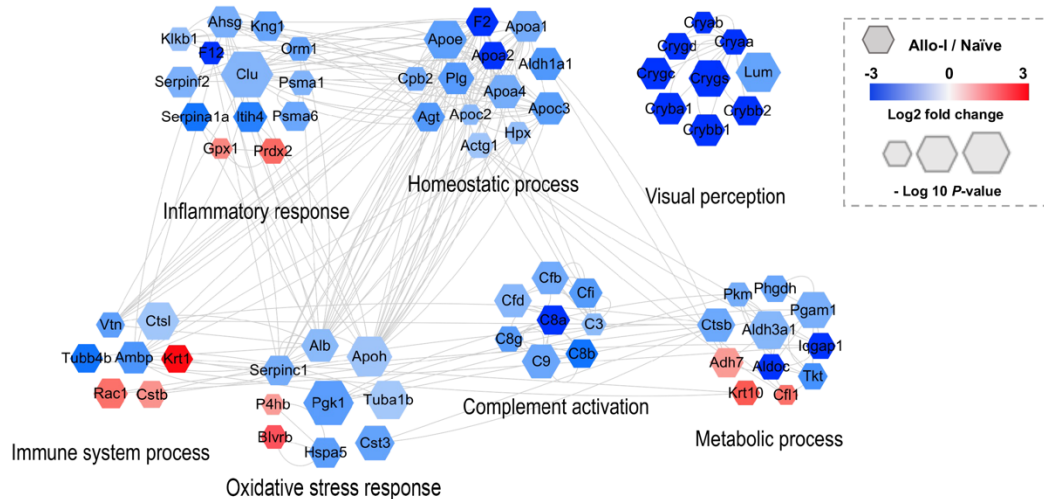 Ahsg
Kng1
Klkb1
F12
Orm1
Clu
Serpinf2
Psma1
Serpina1a
Itih4
Psma6
Gpx1
Prdx2
Inflammatory response
F2
Apoa1
Apoe
Apoa2
Aldh1a1
Cpb2
Plg
Apoa4
Agt
Apoc2
Apoc3
Hpx
Actg1
Homeostatic process
Cryab
Crygd
Cryaa
Crygc
Crygs
Lum
Cryba1
Crybb2
Crybb1
Visual perception
Allo-I / Naïve
-3 0 3
Log2 fold change
- Log 10 P-value
Vtn
Ctsl
Tubb4b
Ambp
Krt1
Rac1
Cstb
Immune system process
Alb
Apoh
Serpinc1
P4hb
Pgk1
Tuba1b
Blvrb
Hspa5
Cst3
Oxidative stress response
Cfb
Cfi
Cfd
C8a
C3
C8g
C8b
C9
Complement activation
Pkm
Phgdh
Pgam1
Ctsb
Aldh3a1
Iqgap1
Adh7
Aldoc
Tkt
Krt10
Cfl1
Metabolic process